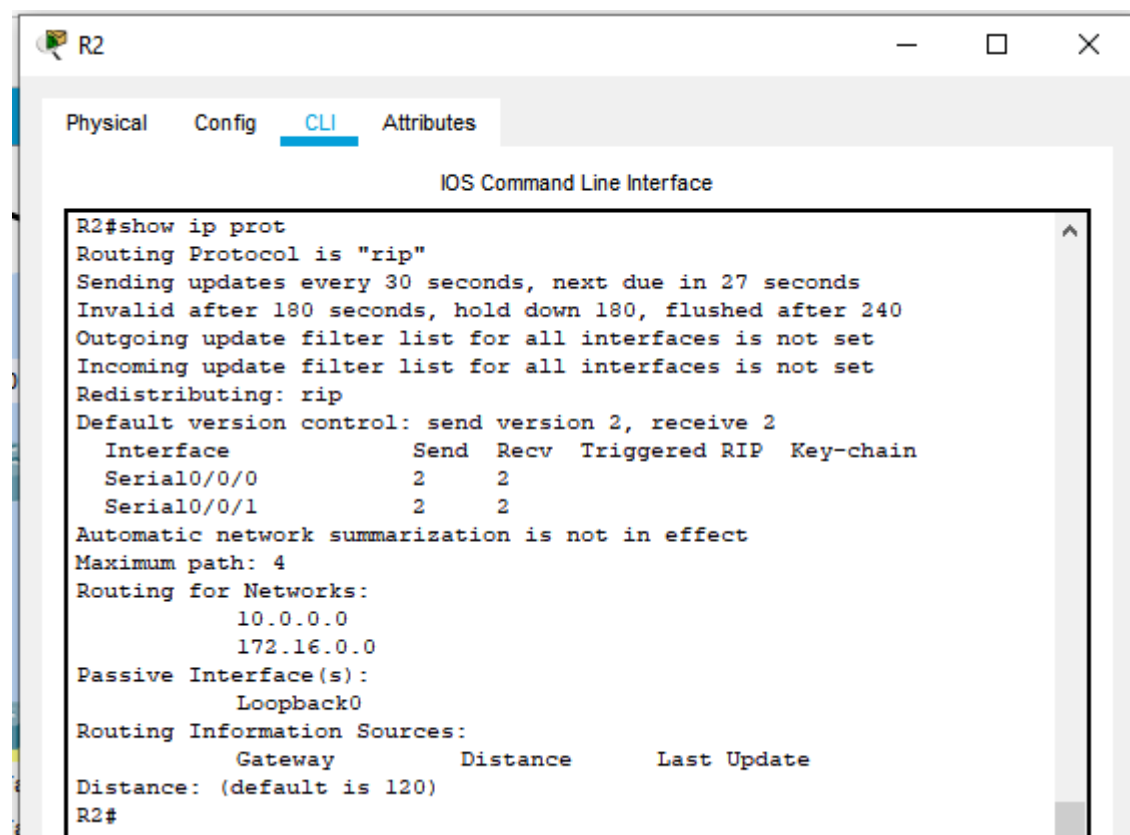 R2
Physical Config CLI Attributes
IOS Command Line Interface
R2#show ip prot
Routing Protocol is "rip"
Sending updates every 30 seconds, next due in 27 seconds
Invalid after 180 seconds, hold down 180, flushed after 240
Outgoing update filter list for all interfaces is not set
Incoming update filter list for all interfaces is not set
Redistributing: rip
Default version control: send version 2, receive 2
Interface Send Recv Triggered RIP Key-chain
Serial0/0/0 2 2
Serial0/0/1 2 2
Automatic network summarization is not in effect
Maximum path: 4
Routing for Networks:
10.0.0.0
172.16.0.0
Passive Interface(s):
Loopback0
Routing Information Sources:
Gateway Distance Last Update
Distance: (default is 120)
R2#